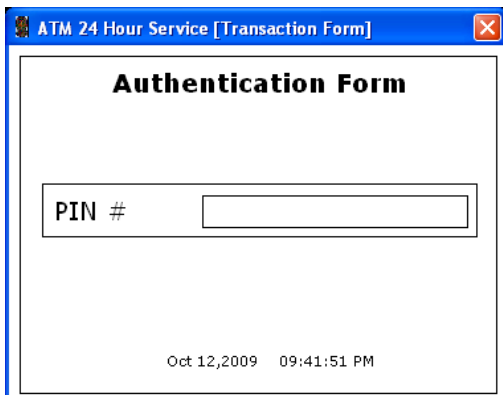 ATM 24 Hour Service [Transaction Form]
Authentication Form
PIN #
Oct 12,2009 09:41:51 PM